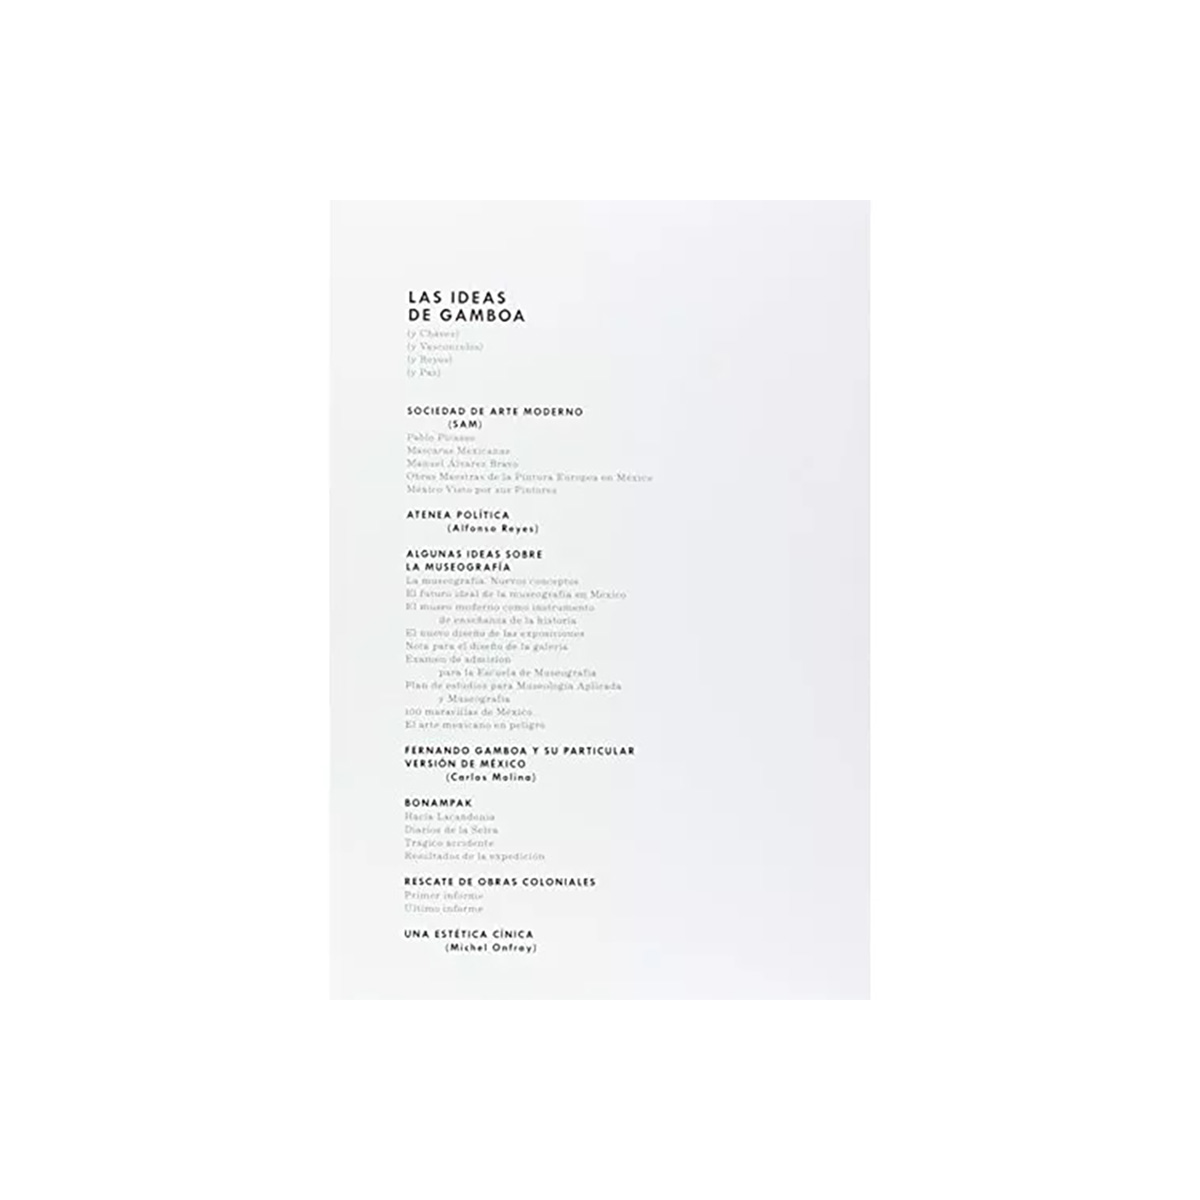 LAS IDEAS
DE GAMBOA
(y Chávez)
(y Vasconcelos)
(y Reyes)
(y Paz)
SOCIEDAD DE ARTE MODERNO
(SAM)
Pablo Picasso
Máscaras Mexicanas
Manuel Álvarez Bravo
Obras Maestras de la Pintura Europea en México
México Visto por sus Pintores
ATENEA POLÍTICA
(Alfonso Reyes)
ALGUNAS IDEAS SOBRE
LA MUSEOGRAFÍA
La museografía. Nuevos conceptos
El futuro ideal de la museografía en México
El museo moderno como instrumento
de enseñanza de la historia
El nuevo diseño de las exposiciones
Nota para el diseño de la galería
Examen de admisión
para la Escuela de Museografía
Plan de estudios para Museología Aplicada
y Museografía
100 maravillas de México
El arte mexicano en peligro
FERNANDO GAMBOA Y SU PARTICULAR
VERSIÓN DE MÉXICO
(Carlos Molina)
BONAMPAK
Hacia Lacandonia
Diarios de la Selva
Trágico accidente
Resultados de la expedición
RESCATE DE OBRAS COLONIALES
Primer informe
Último informe
UNA ESTÉTICA CÍNICA
(Michel Onfray)